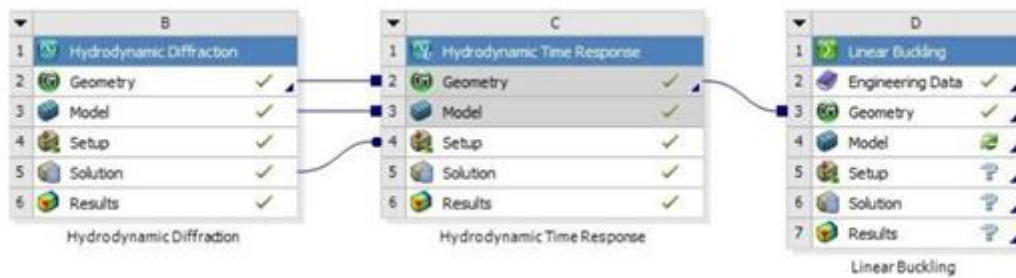 B
1 Hydrodynamic Diffraction
2 Geometry
3 Model
4 Setup
5 Solution
6 Results
Hydrodynamic Diffraction
C
1 Hydrodynamic Time Response
2 Geometry
3 Model
4 Setup
5 Solution
6 Results
Hydrodynamic Time Response
D
1 Linear Buckling
2 Engineering Data
3 Geometry
4 Model
5 Setup
6 Solution
7 Results
Linear Buckling